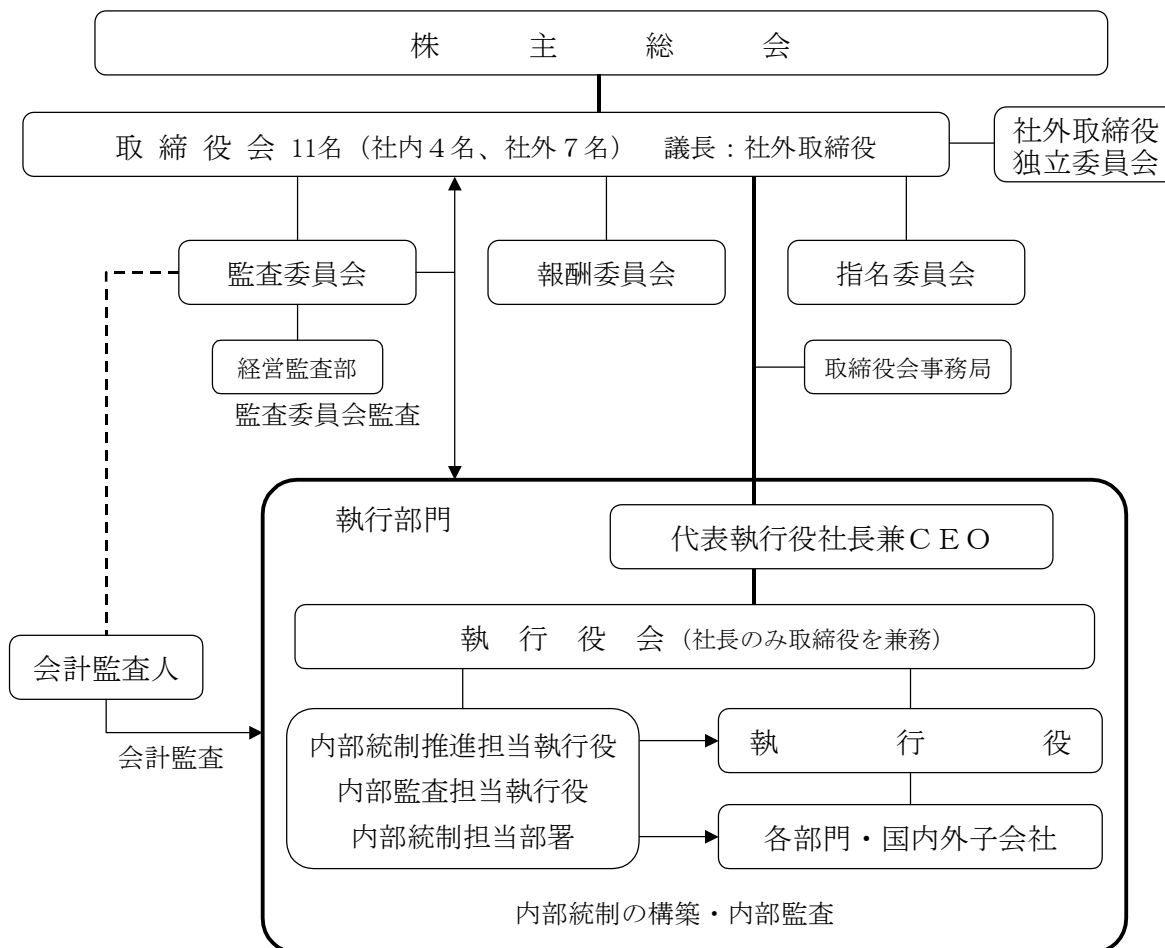 株主総会
取締役会 11名（社内４名、社外７名） 議長：社外取締役
社外取締役
独立委員会
監査委員会
報酬委員会
指名委員会
経営監査部
取締役会事務局
監査委員会監査
執行部門
代表執行役社長兼ＣＥＯ
執行役会（社長のみ取締役を兼務）
会計監査人
会計監査
内部統制推進担当執行役
内部監査担当執行役
内部統制担当部署
執行役
各部門・国内外子会社
内部統制の構築・内部監査